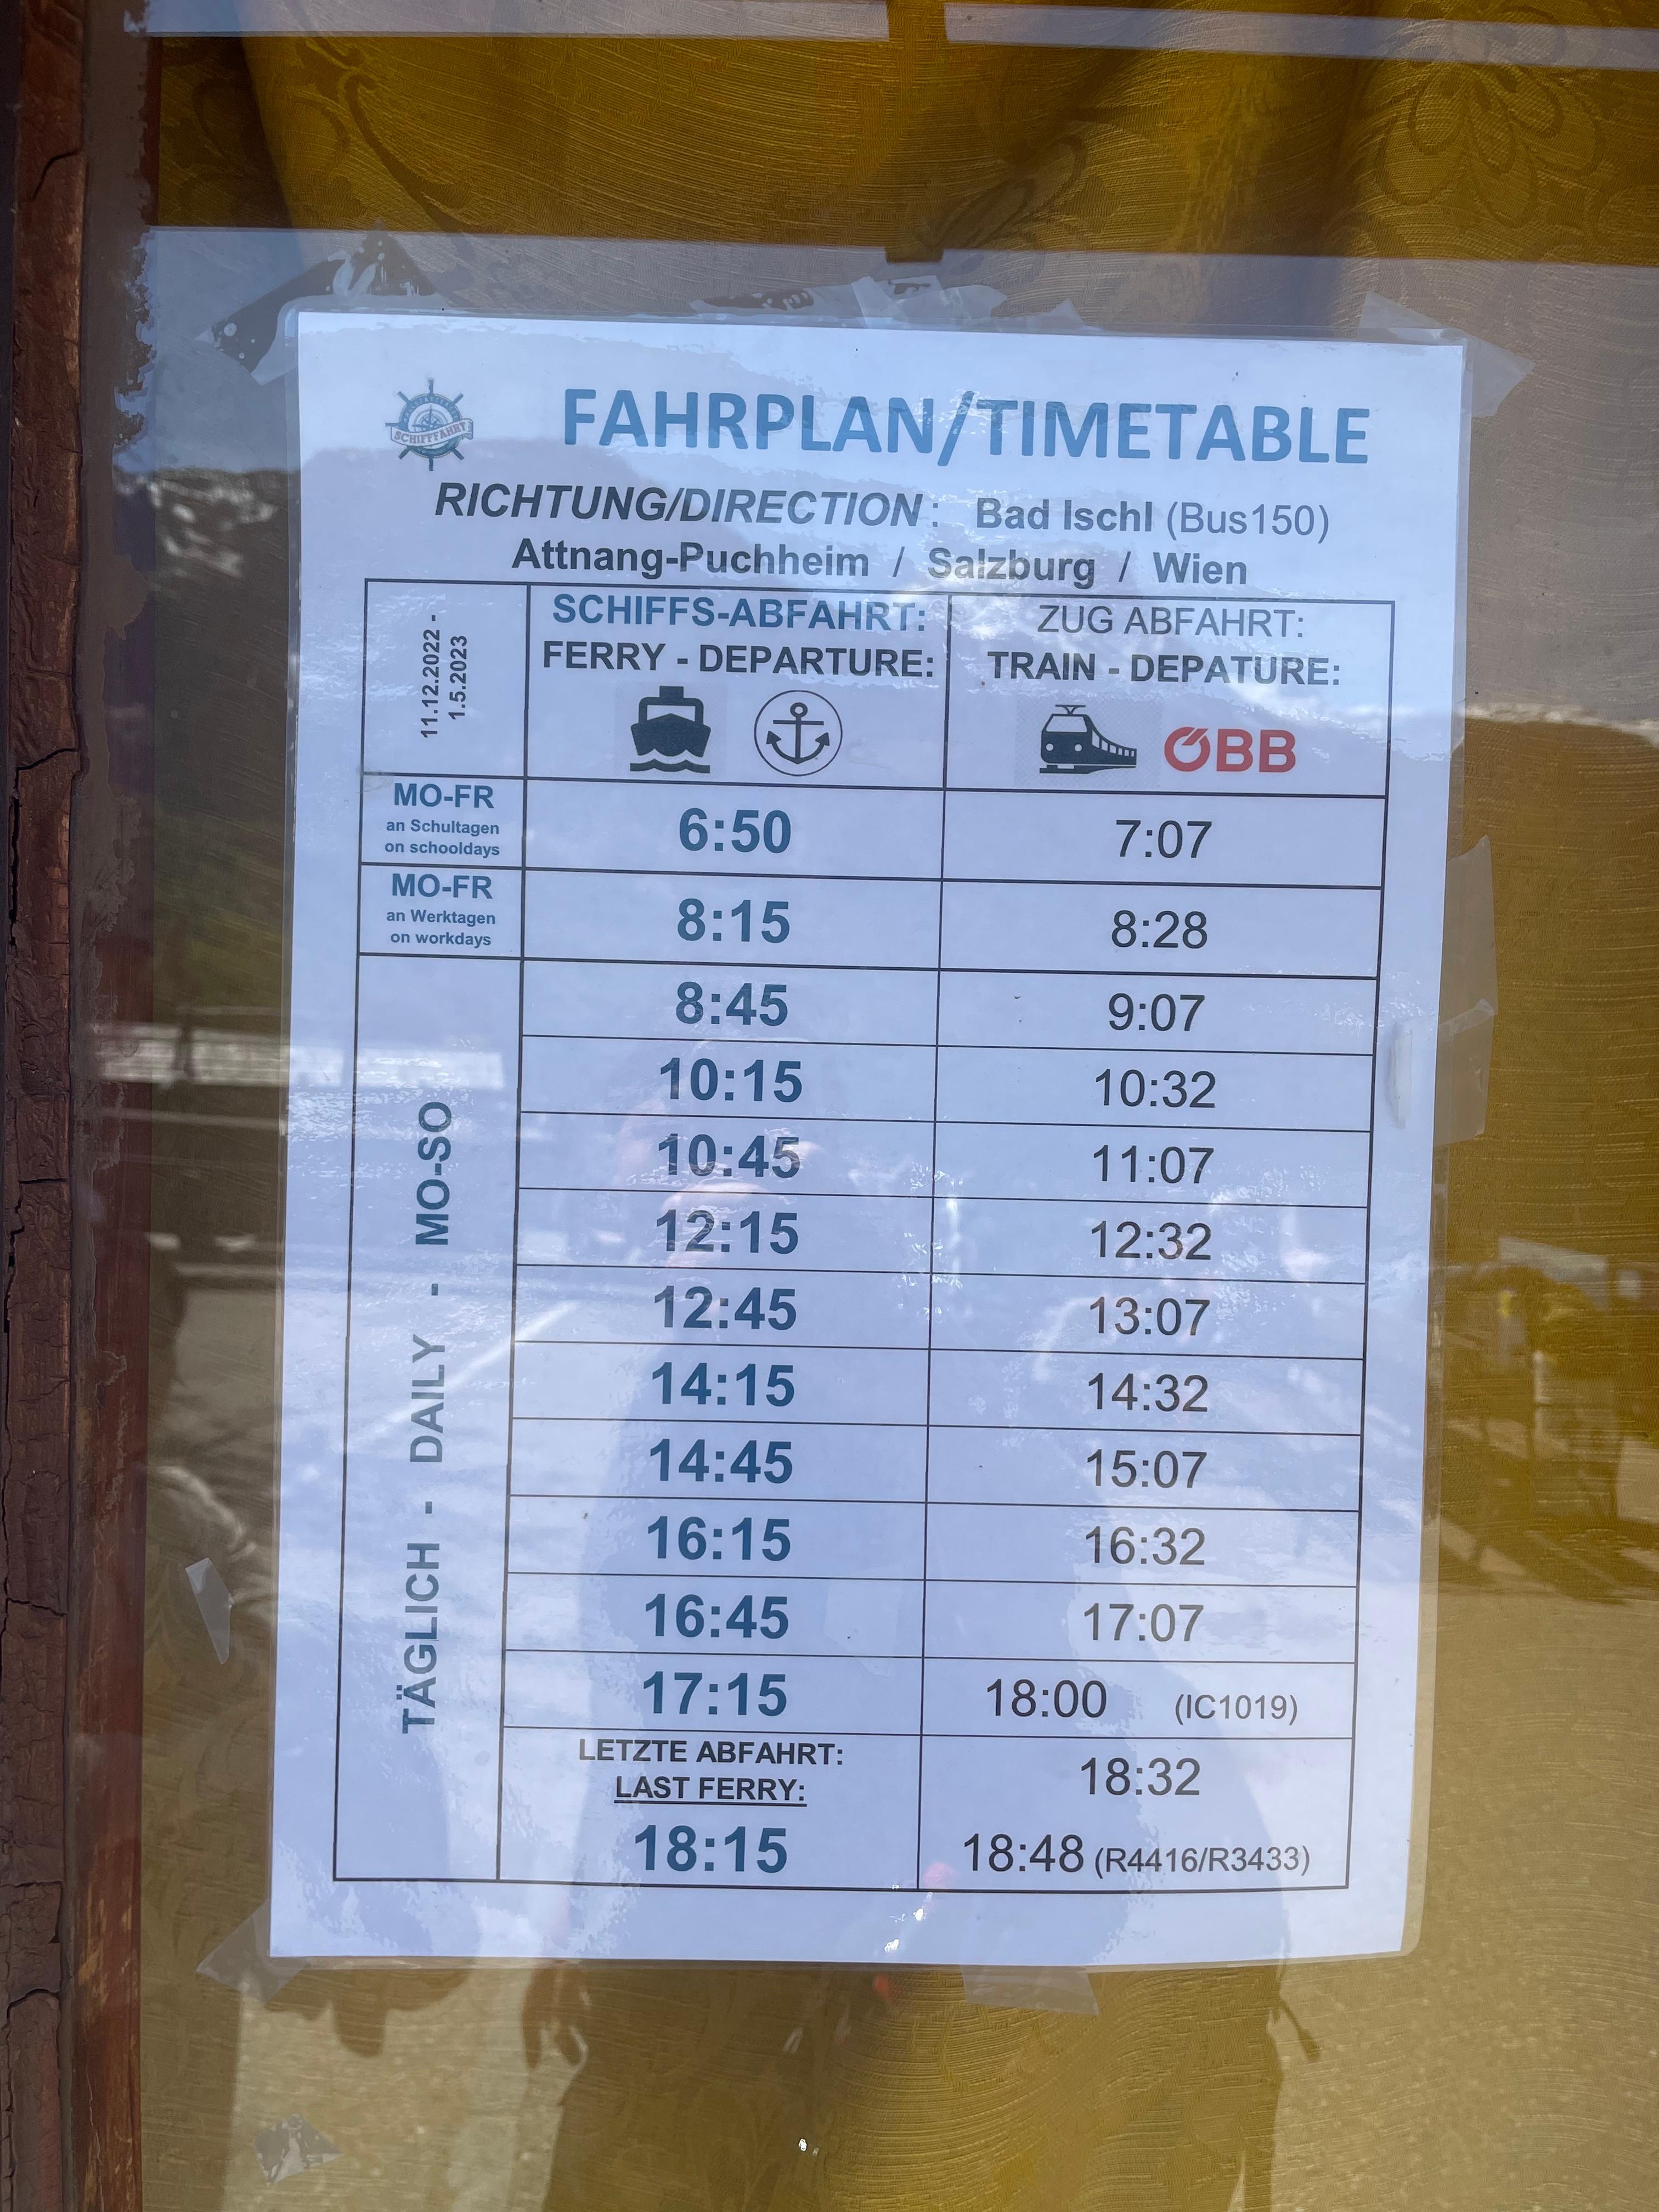 SCHIFFFAHRT
FAHRPLAN/TIMETABLE
RICHTUNG/DIRECTION: Bad Ischl (Bus150)
Attnang-Puchheim / Salzburg / Wien
11.12.2022 -
1.5.2023
SCHIFFS-ABFAHRT:
FERRY - DEPARTURE:
ZUG ABFAHRT:
TRAIN - DEPATURE:
ÖBB
MO-FR
an Schultagen
on schooldays
6:50 7:07
MO-FR
an Werktagen
on workdays
8:15 8:28
TÄGLICH - DAILY - MO-SO
8:45 9:07
10:15 10:32
10:45 11:07
12:15 12:32
12:45 13:07
14:15 14:32
14:45 15:07
16:15 16:32
16:45 17:07
17:15 18:00 (IC1019)
LETZTE ABFAHRT:
LAST FERRY:
18:15
18:32
18:48 (R4416/R3433)